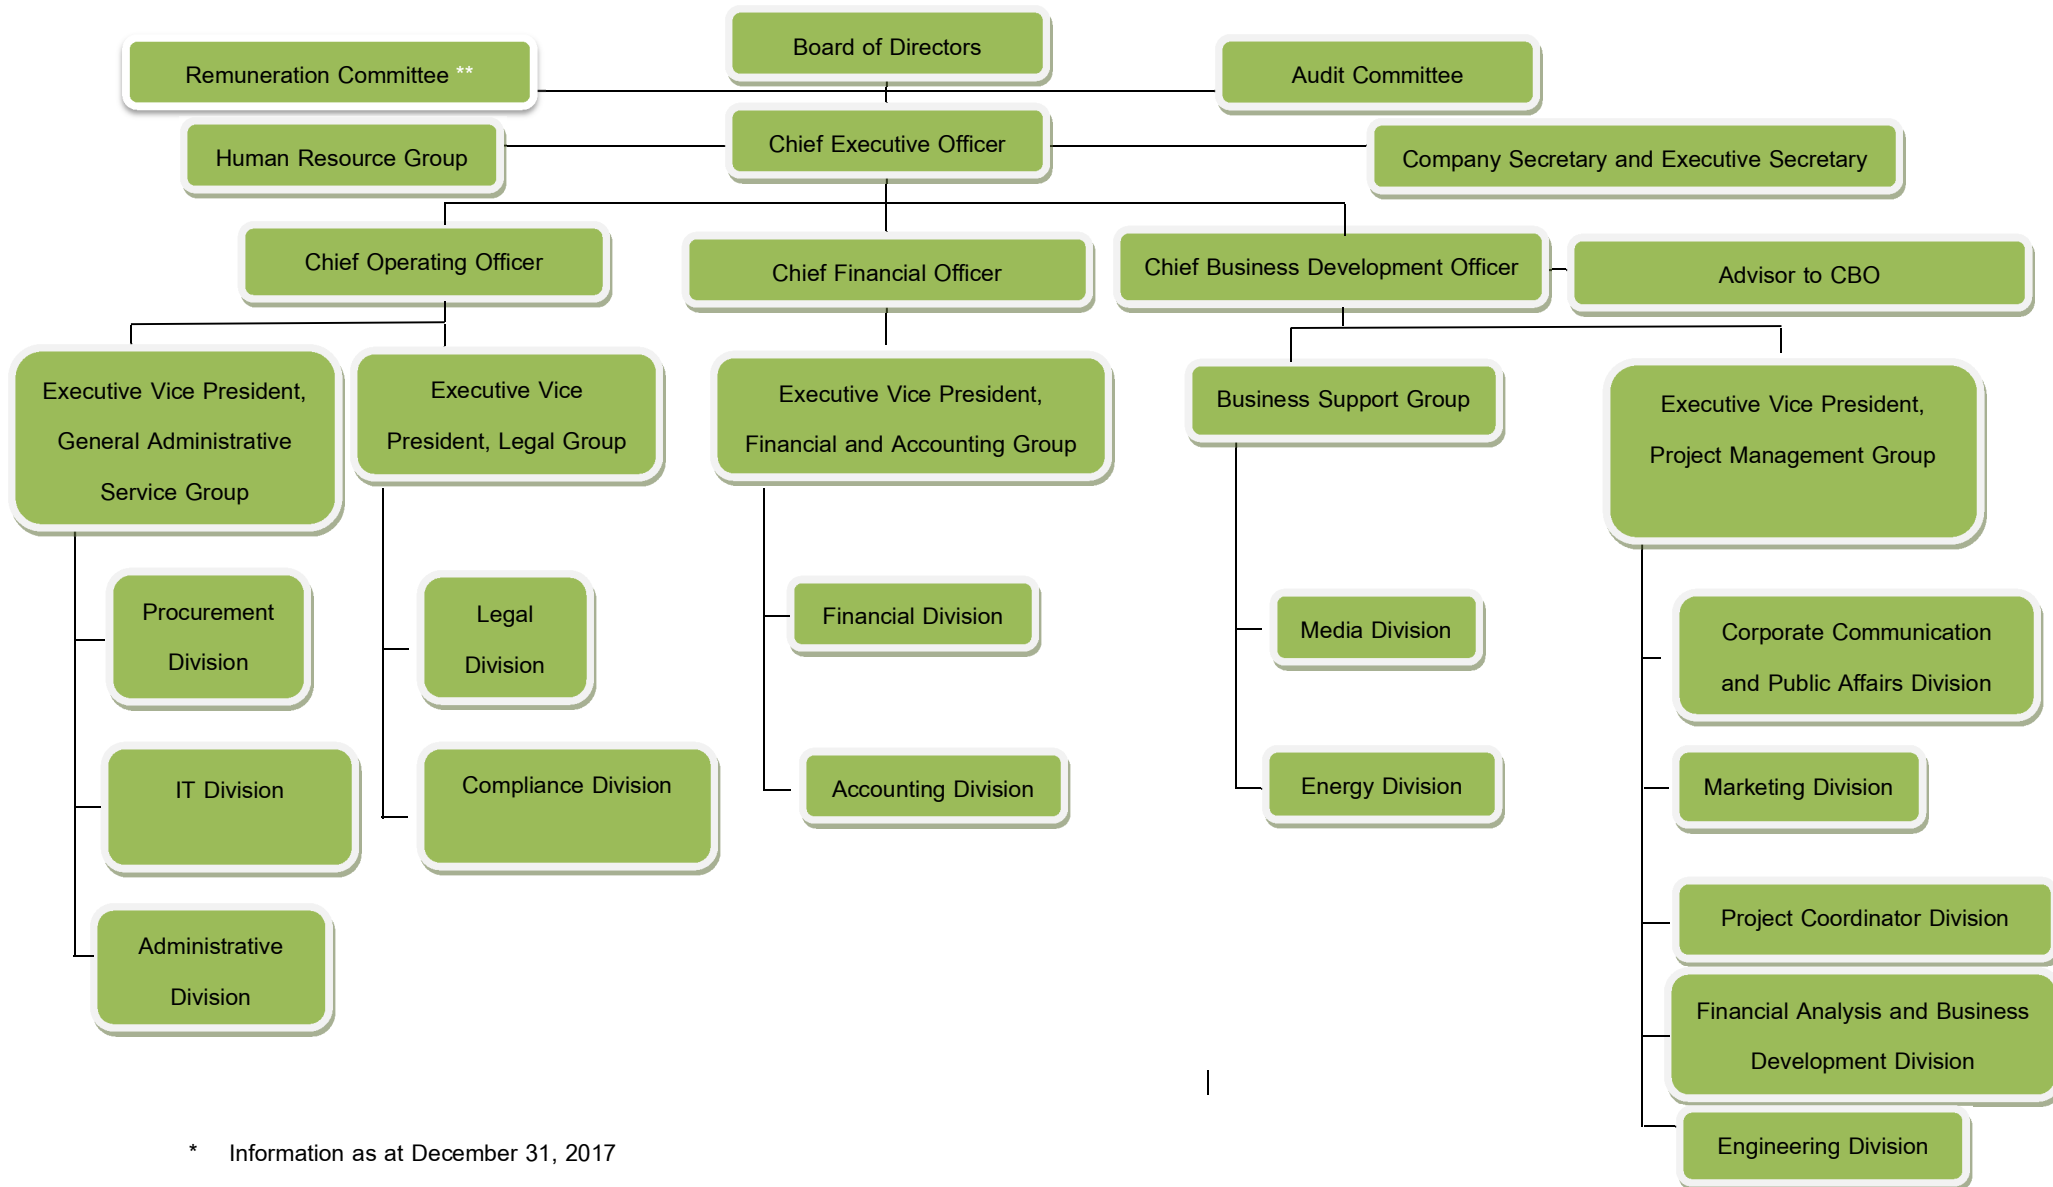 Board of Directors
Remuneration Committee **
Audit Committee
Chief Executive Officer
Human Resource Group
Company Secretary and Executive Secretary
Chief Operating Officer
Chief Financial Officer
Chief Business Development Officer
Advisor to CBO
Executive Vice President,
General Administrative
Service Group
Executive Vice
President, Legal Group
Executive Vice President,
Financial and Accounting Group
Business Support Group
Executive Vice President,
Project Management Group
Procurement
Division
Legal
Division
Financial Division
Media Division
Corporate Communication
and Public Affairs Division
IT Division
Compliance Division
Accounting Division
Energy Division
Marketing Division
Administrative
Division
Project Coordinator Division
Financial Analysis and Business
Development Division
Engineering Division
* Information as at December 31, 2017